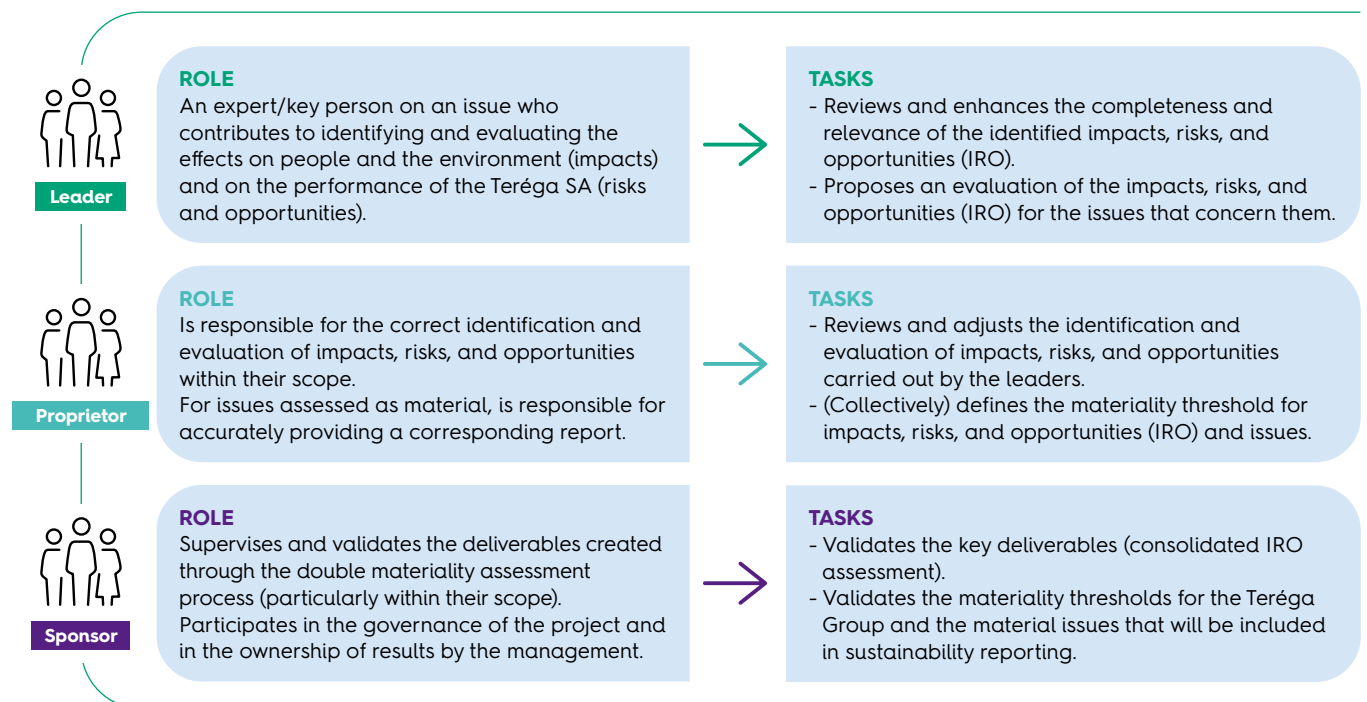 Leader
ROLE
An expert/key person on an issue who
contributes to identifying and evaluating the
effects on people and the environment (impacts)
and on the performance of the Teréga SA (risks
and opportunities).
TASKS
- Reviews and enhances the completeness and
relevance of the identified impacts, risks, and
opportunities (IRO).
- Proposes an evaluation of the impacts, risks, and
opportunities (IRO) for the issues that concern them.
Proprietor
ROLE
Is responsible for the correct identification and
evaluation of impacts, risks, and opportunities
within their scope.
For issues assessed as material, is responsible for
accurately providing a corresponding report.
TASKS
- Reviews and adjusts the identification and
evaluation of impacts, risks, and opportunities
carried out by the leaders.
- (Collectively) defines the materiality threshold for
impacts, risks, and opportunities (IRO) and issues.
Sponsor
ROLE
Supervises and validates the deliverables created
through the double materiality assessment
process (particularly within their scope).
Participates in the governance of the project and
in the ownership of results by the management.
TASKS
- Validates the key deliverables (consolidated IRO
assessment).
- Validates the materiality thresholds for the Teréga
Group and the material issues that will be included
in sustainability reporting.